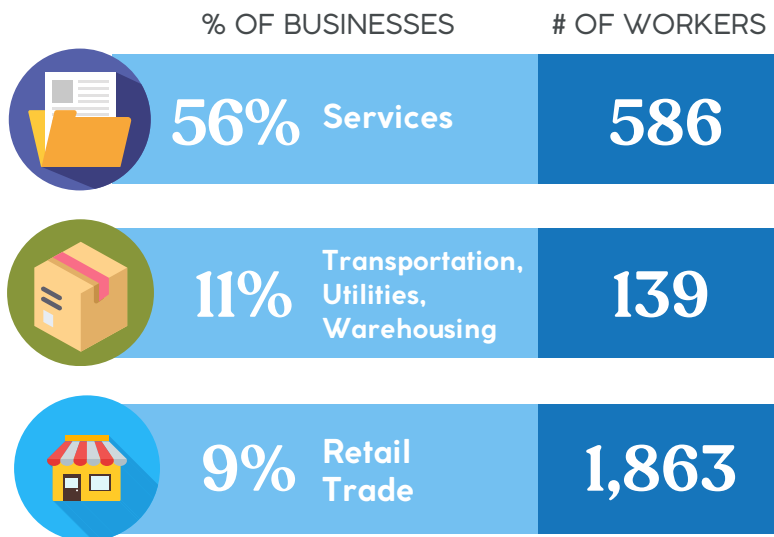 % OF BUSINESSES
# OF WORKERS
56%
Services
586
11%
Transportation,
Utilities,
Warehousing
139
9%
Retail
Trade
1,863